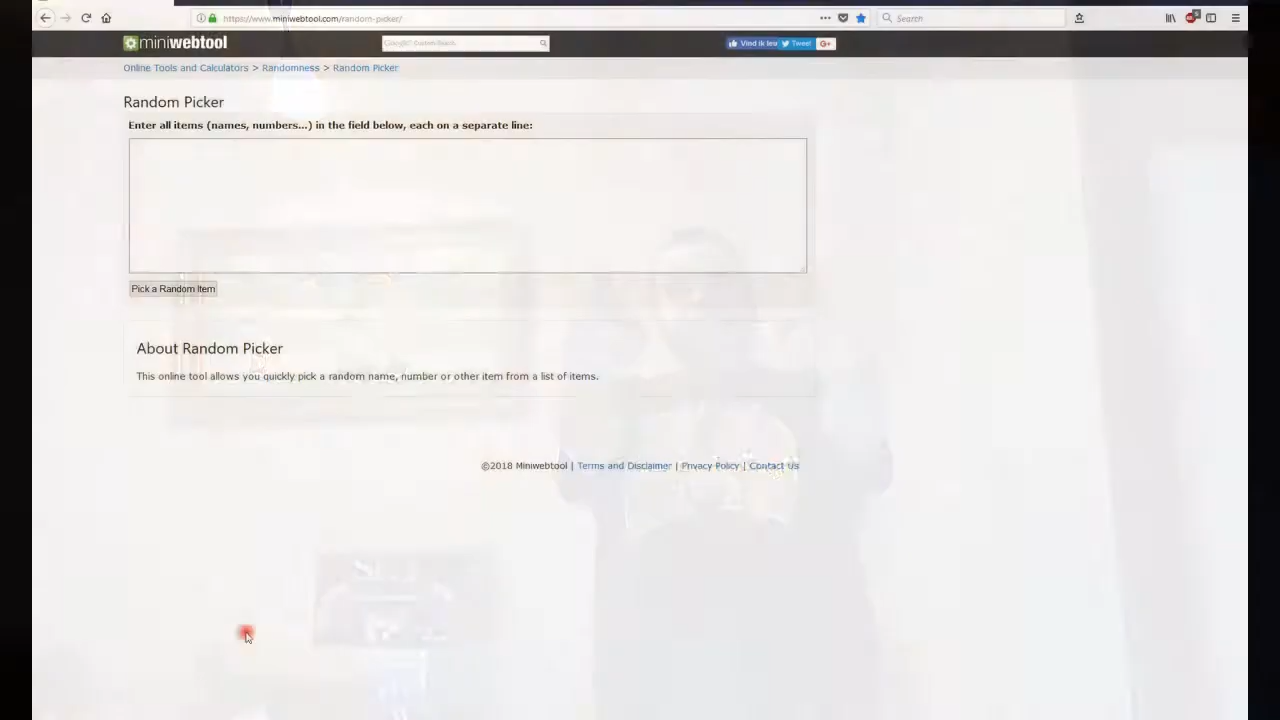 https://www.miniwebtool.com/random-picker/
Search
miniwebtool
Vind ik leu
Tweet
G+
Online Tools and Calculators > Randomness > Random Picker
Random Picker
Enter all items (names, numbers...) in the field below, each on a separate line:
Pick a Random Item
About Random Picker
This online tool allows you quickly pick a random name, number or other item from a list of items.
©2018 Miniwebtool | Terms and Disclaimer | Privacy Policy | Contact Us